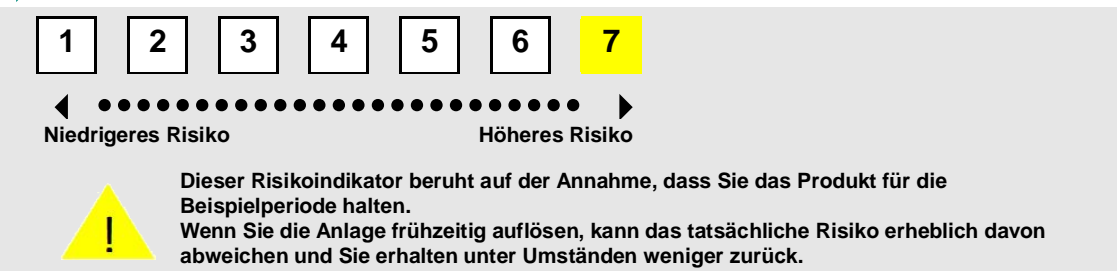 1 2 3 4 5 6 7
Niedrigeres Risiko Höheres Risiko
Dieser Risikoindikator beruht auf der Annahme, dass Sie das Produkt für die
Beispielperiode halten.
! Wenn Sie die Anlage frühzeitig auflösen, kann das tatsächliche Risiko erheblich davon
abweichen und Sie erhalten unter Umständen weniger zurück.